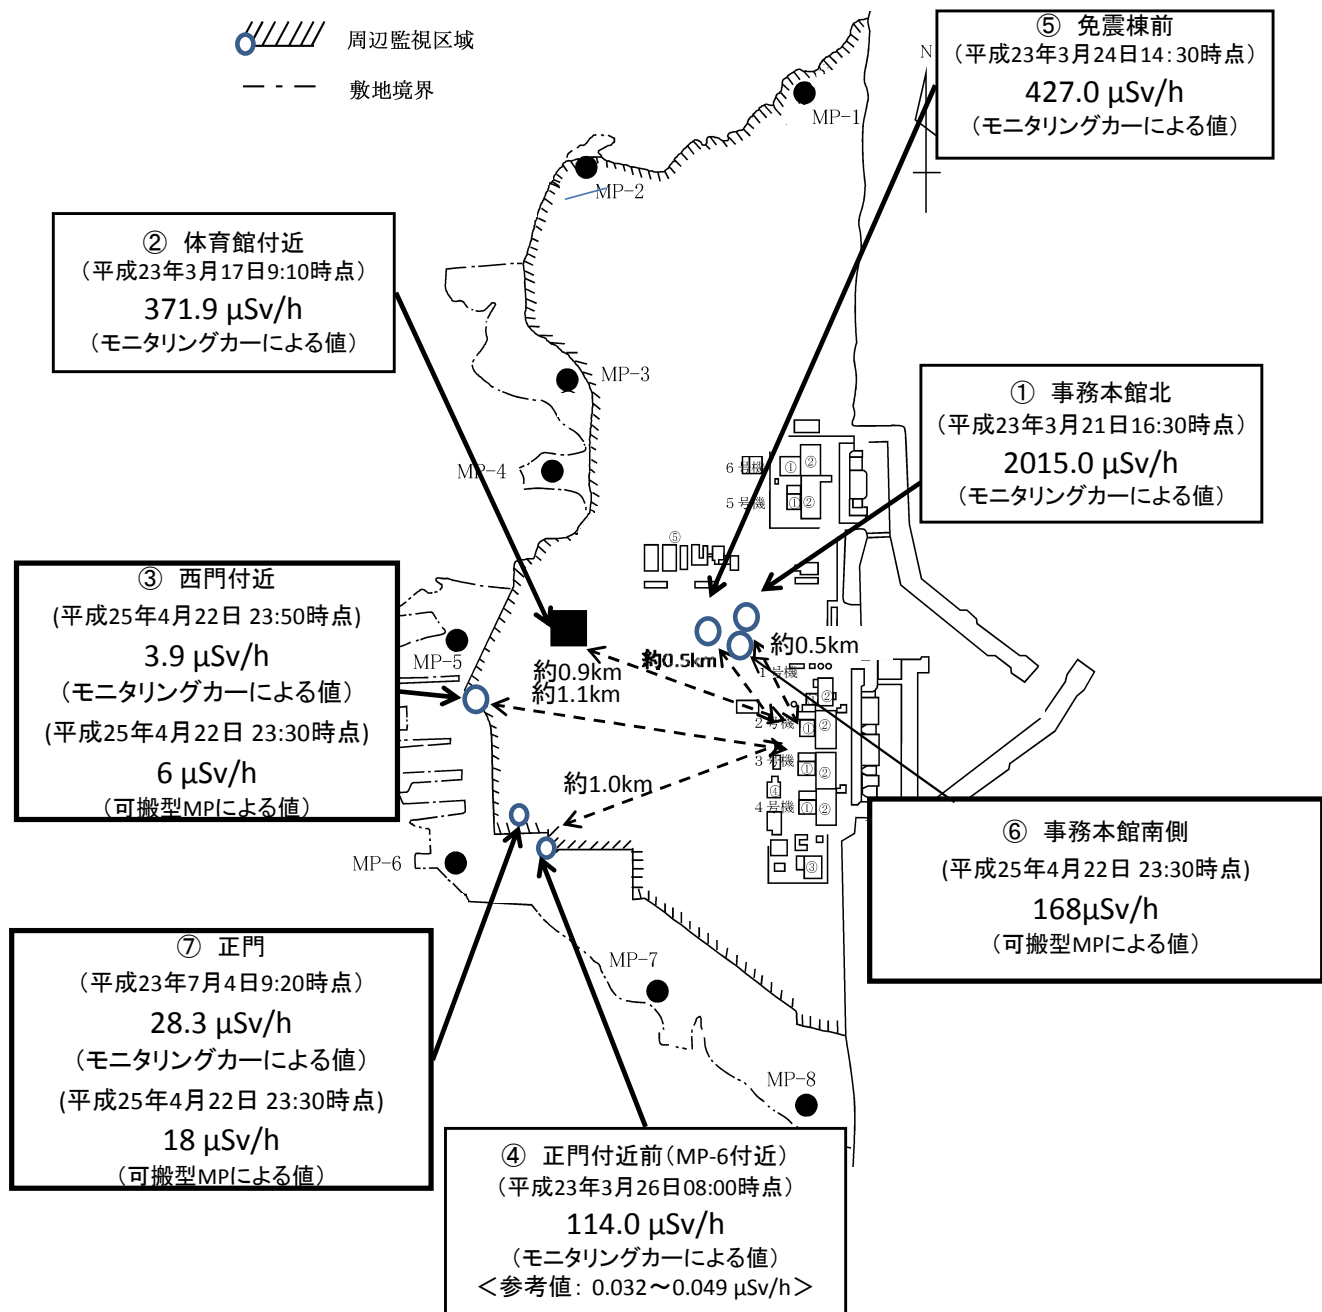 周辺監視区域
敷地境界
⑤ 免震棟前
(平成23年3月24日14:30時点)
427.0 μSv/h
(モニタリングカーによる値)
N
MP-1
MP-2
② 体育館付近
(平成23年3月17日9:10時点)
371.9 μSv/h
(モニタリングカーによる値)
MP-3
① 事務本館北
(平成23年3月21日16:30時点)
2015.0 μSv/h
(モニタリングカーによる値)
MP-4
6号機
①
②
5号機
①
②
⑤
③ 西門付近
(平成25年4月22日 23:50時点)
3.9 μSv/h
(モニタリングカーによる値)
(平成25年4月22日 23:30時点)
6 μSv/h
(可搬型MPによる値)
MP-5
約0.9km
約1.1km
約0.5km
約0.5km
1号機
②
2号機
①
②
3号機
①
②
④
4号機
①
②
③
約1.0km
MP-6
⑥ 事務本館南側
(平成25年4月22日 23:30時点)
168μSv/h
(可搬型MPによる値)
⑦ 正門
(平成23年7月4日9:20時点)
28.3 μSv/h
(モニタリングカーによる値)
(平成25年4月22日 23:30時点)
18 μSv/h
(可搬型MPによる値)
MP-7
MP-8
④ 正門付近前(MP-6付近)
(平成23年3月26日08:00時点)
114.0 μSv/h
(モニタリングカーによる値)
<参考値: 0.032~0.049 μSv/h>